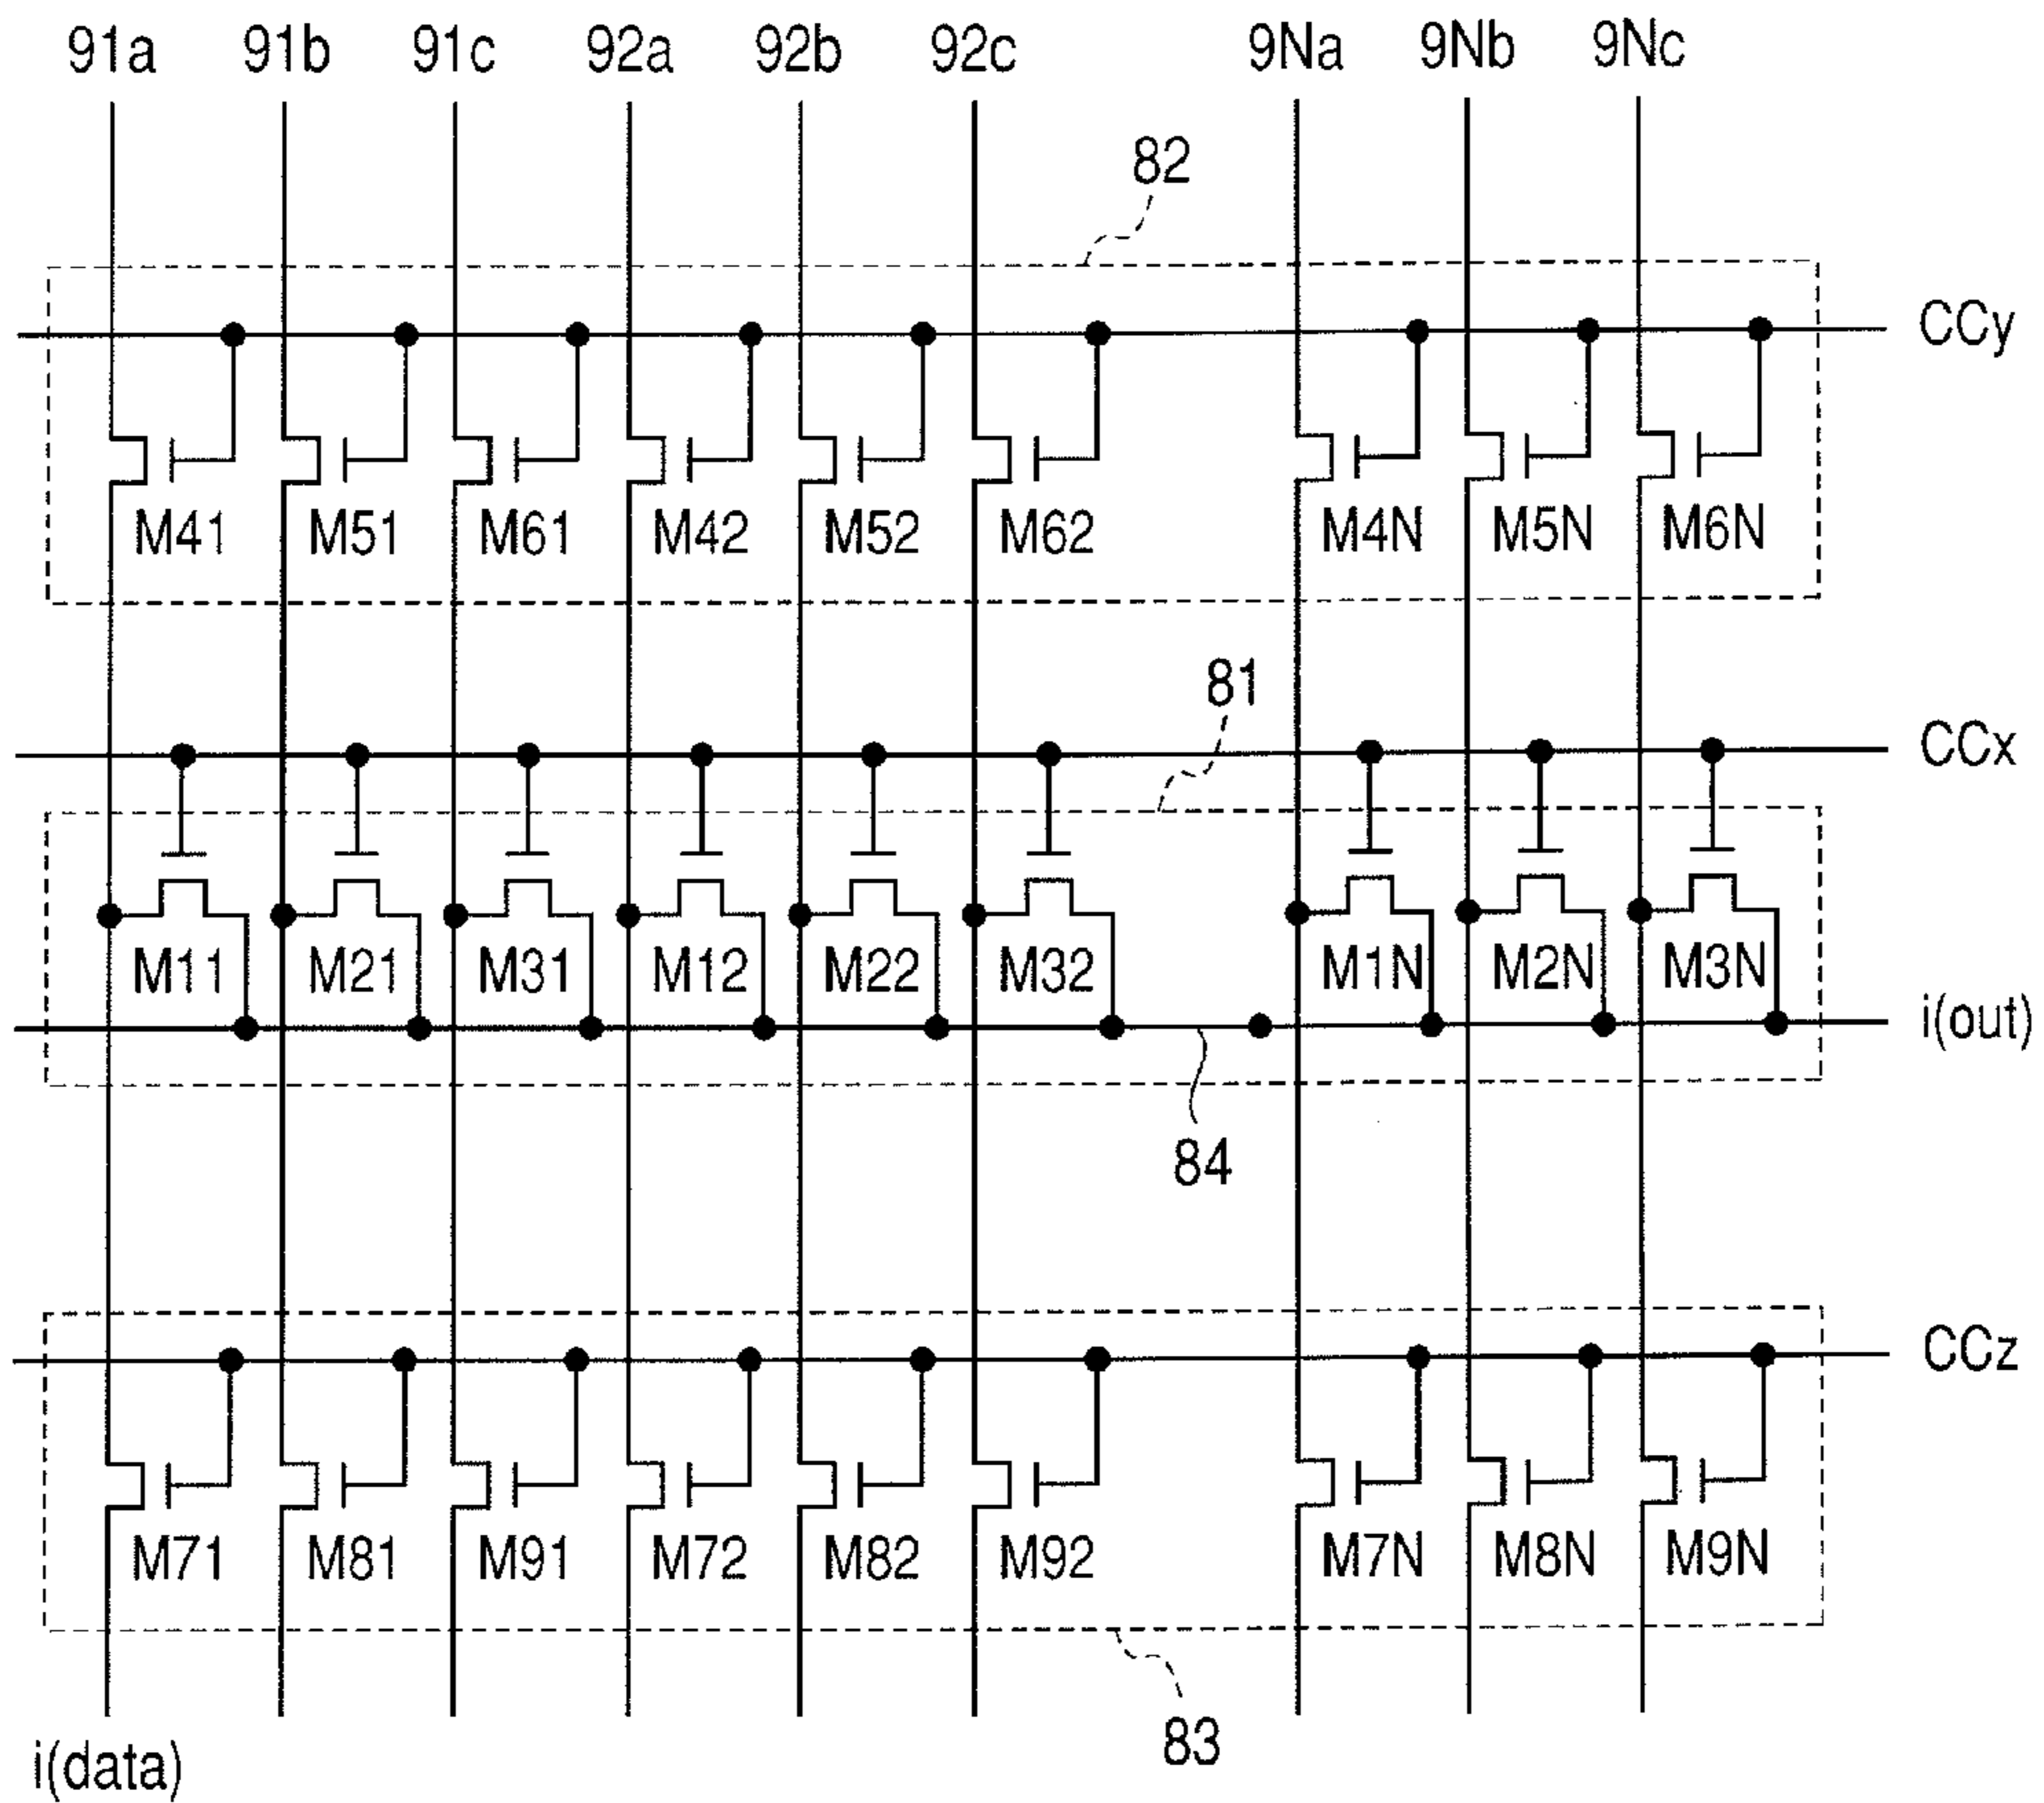 91a 91b 91c 92a 92b 92c 9Na 9Nb 9Nc
82
CCy
M41 M51 M61 M42 M52 M62 M4N M5N M6N
81
CCx
M11 M21 M31 M12 M22 M32 M1N M2N M3N
i(out)
84
CCz
M71 M81 M91 M72 M82 M92 M7N M8N M9N
83
i(data)